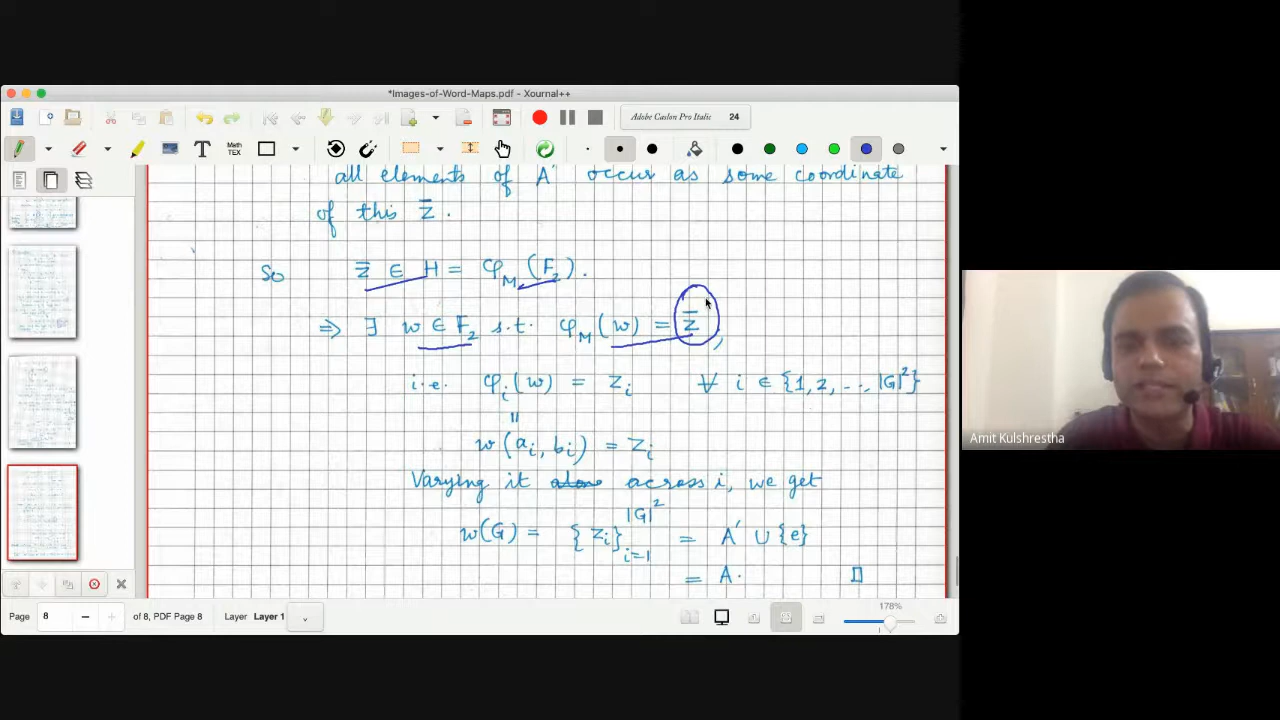 *Images-of-Word-Maps.pdf - Xournal++
Adobe Caslon Pro Italic 24
T Math TEX
all elements of A' occur as some coordinate
of this z̄.
So z̄ ∈ H = φ_M (F_2).
⇒ ∃ w ∈ F_2 s.t. φ_M (w) = z̄,
i.e. φ_i (w) = z_i ∀ i ∈ {1, 2, ..., |G|^2}
=
w (a_i, b_i) = z_i
Varying it across i, we get
w(G) = {z_i}_{i=1}^{|G|^2} = A' ∪ {e}
= A.
Amit Kulshrestha
Page 8 of 8, PDF Page 8 Layer Layer 1 178%